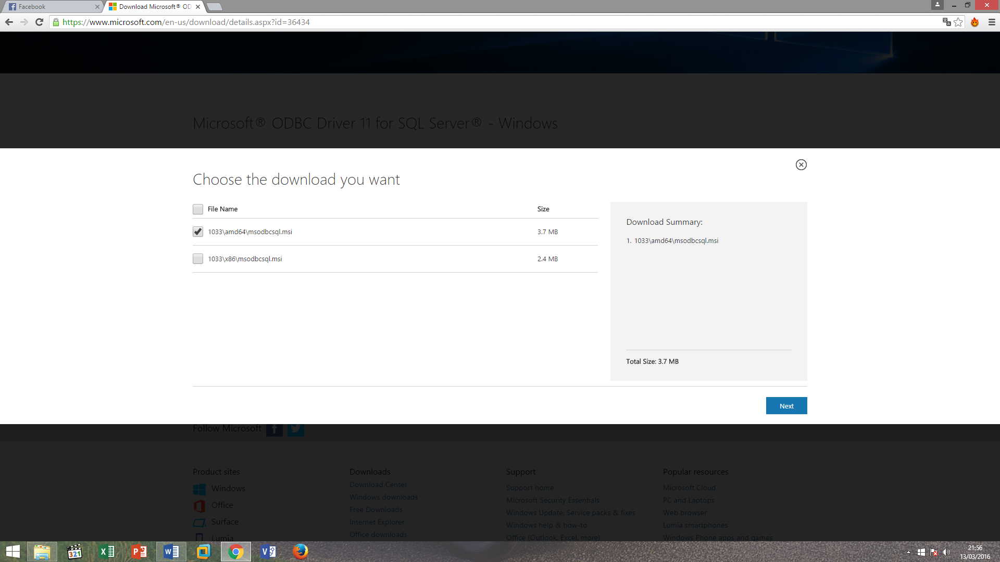 Facebook
Download Microsoft® OD
https://www.microsoft.com/en-us/download/details.aspx?id=36434
Microsoft® ODBC Driver 11 for SQL Server® - Windows
Choose the download you want
File Name Size
1033\amd64\msodbcsql.msi 3.7 MB
1033\x86\msodbcsql.msi 2.4 MB
Download Summary:
1. 1033\amd64\msodbcsql.msi
Total Size: 3.7 MB
Next
Follow Microsoft
Product sites
Windows
Office
Surface
Lumia
Downloads
Download Center
Windows downloads
Free Downloads
Internet Explorer
Office downloads
Support
Support home
Microsoft Security Essentials
Windows Update: Service packs & fixes
Windows help & how-to
Office (Outlook, Excel, more)
Popular resources
Microsoft Cloud
PC and Laptops
Web browser
Lumia smartphones
Windows Phone apps and games
321
21:56
13/03/2016